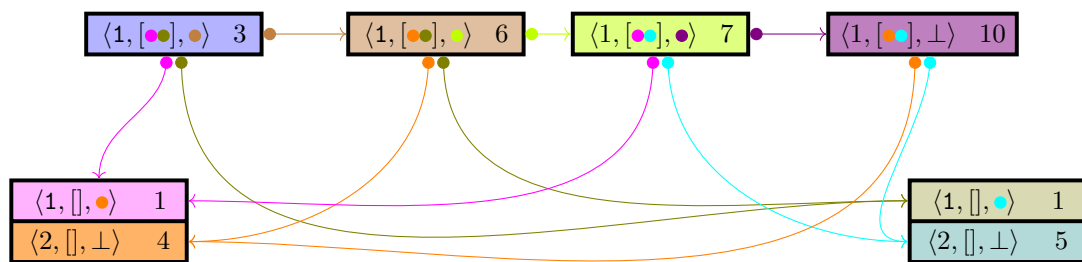 ⟨1, [●●], ●⟩ 3 ⟨1, [●●], ●⟩ 6 ⟨1, [●●], ●⟩ 7 ⟨1, [●●], ⊥⟩ 10
⟨1, [], ●⟩ 1 ⟨1, [], ●⟩ 1
⟨2, [], ⊥⟩ 4 ⟨2, [], ⊥⟩ 5